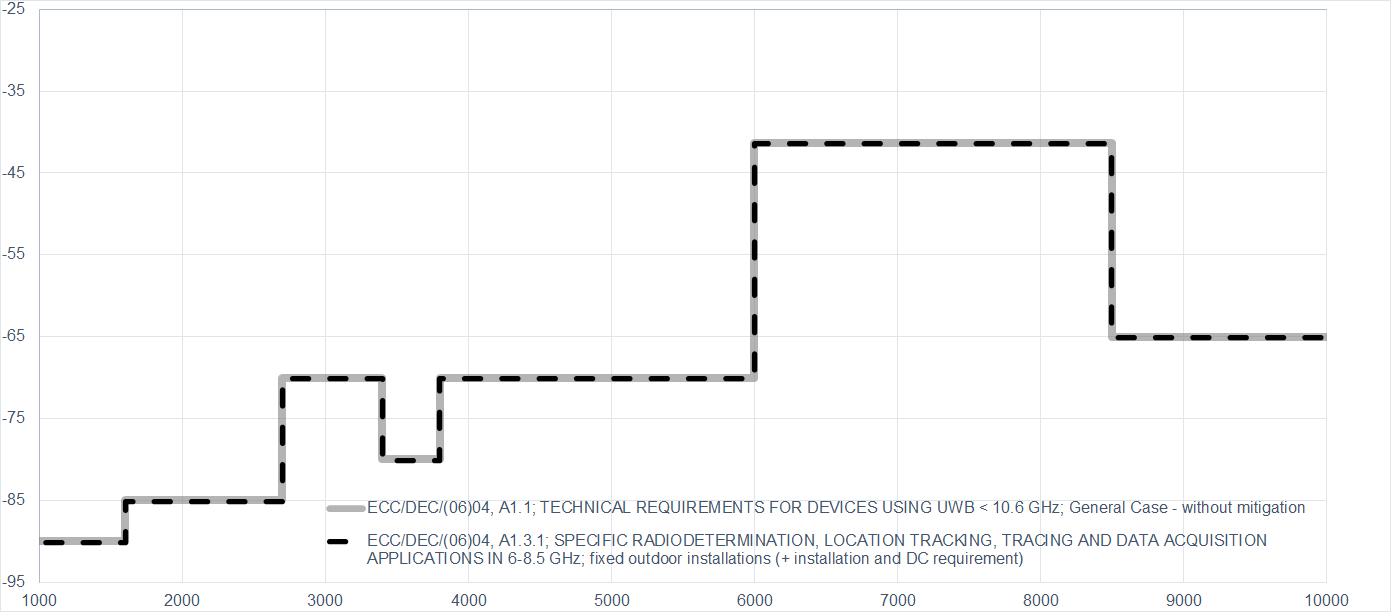 -25
-35
-45
-55
-65
-75
-85
-95
ECC/DEC/(06)04, A1.1; TECHNICAL REQUIREMENTS FOR DEVICES USING UWB < 10.6 GHz; General Case - without mitigation
ECC/DEC/(06)04, A1.3.1; SPECIFIC RADIODETERMINATION, LOCATION TRACKING, TRACING AND DATA ACQUISITION
APPLICATIONS IN 6-8.5 GHz; fixed outdoor installations (+ installation and DC requirement)
1000 2000 3000 4000 5000 6000 7000 8000 9000 10000